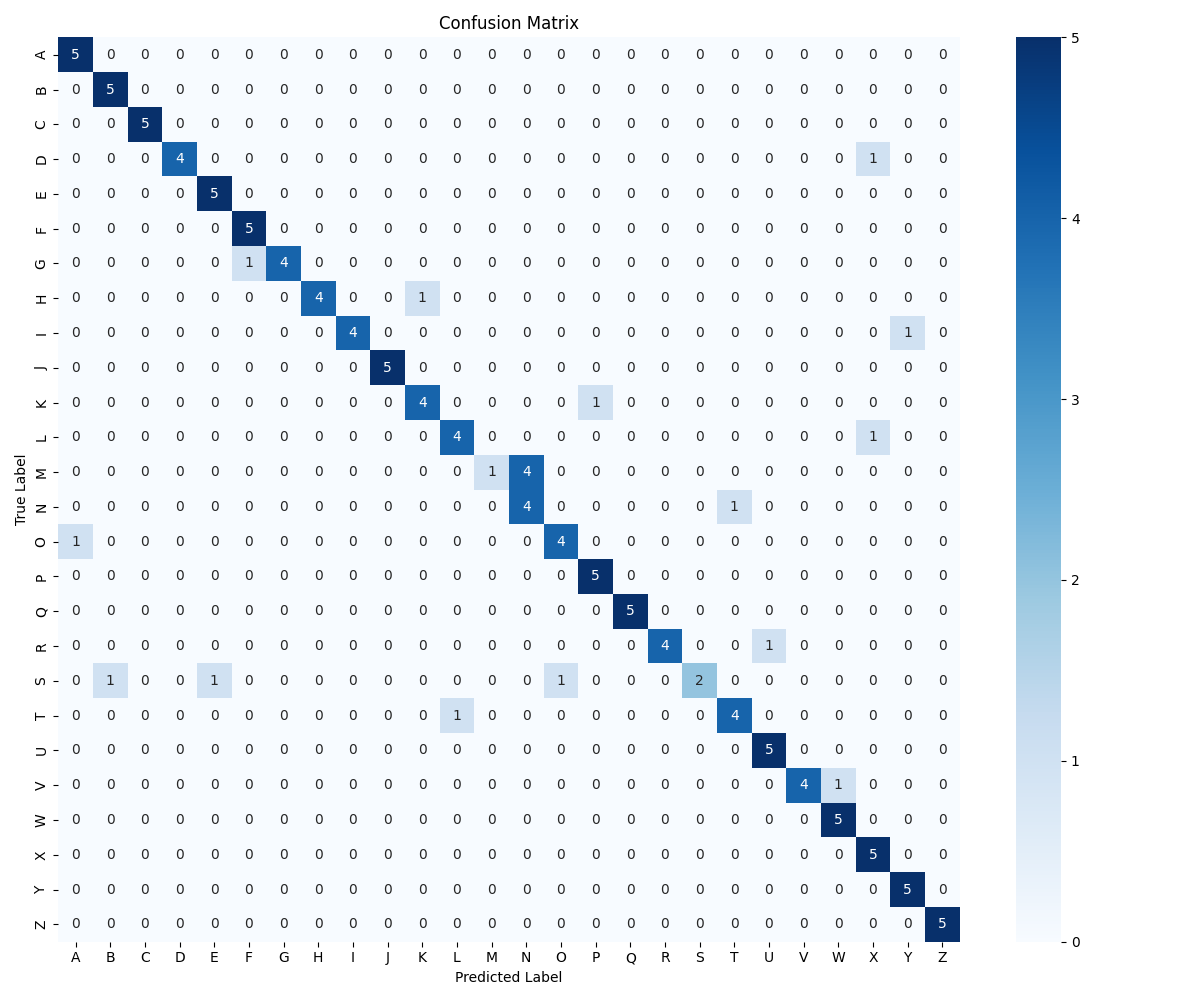 Confusion Matrix
A 5 0 0 0 0 0 0 0 0 0 0 0 0 0 0 0 0 0 0 0 0 0 0 0 0 0
B 0 5 0 0 0 0 0 0 0 0 0 0 0 0 0 0 0 0 0 0 0 0 0 0 0 0
C 0 0 5 0 0 0 0 0 0 0 0 0 0 0 0 0 0 0 0 0 0 0 0 0 0 0
D 0 0 0 4 0 0 0 0 0 0 0 0 0 0 0 0 0 0 0 0 0 0 0 1 0 0
E 0 0 0 0 5 0 0 0 0 0 0 0 0 0 0 0 0 0 0 0 0 0 0 0 0 0
F 0 0 0 0 0 5 0 0 0 0 0 0 0 0 0 0 0 0 0 0 0 0 0 0 0 0
G 0 0 0 0 0 1 4 0 0 0 0 0 0 0 0 0 0 0 0 0 0 0 0 0 0 0
H 0 0 0 0 0 0 0 4 0 0 1 0 0 0 0 0 0 0 0 0 0 0 0 0 0 0
I 0 0 0 0 0 0 0 0 4 0 0 0 0 0 0 0 0 0 0 0 0 0 0 0 1 0
J 0 0 0 0 0 0 0 0 0 5 0 0 0 0 0 0 0 0 0 0 0 0 0 0 0 0
K 0 0 0 0 0 0 0 0 0 0 4 0 0 0 0 1 0 0 0 0 0 0 0 0 0 0
L 0 0 0 0 0 0 0 0 0 0 0 4 0 0 0 0 0 0 0 0 0 0 0 1 0 0
M 0 0 0 0 0 0 0 0 0 0 0 0 1 4 0 0 0 0 0 0 0 0 0 0 0 0
N 0 0 0 0 0 0 0 0 0 0 0 0 0 4 0 0 0 0 0 1 0 0 0 0 0 0
O 1 0 0 0 0 0 0 0 0 0 0 0 0 0 4 0 0 0 0 0 0 0 0 0 0 0
P 0 0 0 0 0 0 0 0 0 0 0 0 0 0 0 5 0 0 0 0 0 0 0 0 0 0
Q 0 0 0 0 0 0 0 0 0 0 0 0 0 0 0 0 5 0 0 0 0 0 0 0 0 0
R 0 0 0 0 0 0 0 0 0 0 0 0 0 0 0 0 0 4 0 0 1 0 0 0 0 0
S 0 1 0 0 1 0 0 0 0 0 0 0 0 0 1 0 0 0 2 0 0 0 0 0 0 0
T 0 0 0 0 0 0 0 0 0 0 0 1 0 0 0 0 0 0 0 4 0 0 0 0 0 0
U 0 0 0 0 0 0 0 0 0 0 0 0 0 0 0 0 0 0 0 0 5 0 0 0 0 0
V 0 0 0 0 0 0 0 0 0 0 0 0 0 0 0 0 0 0 0 0 0 4 1 0 0 0
W 0 0 0 0 0 0 0 0 0 0 0 0 0 0 0 0 0 0 0 0 0 0 5 0 0 0
X 0 0 0 0 0 0 0 0 0 0 0 0 0 0 0 0 0 0 0 0 0 0 0 5 0 0
Y 0 0 0 0 0 0 0 0 0 0 0 0 0 0 0 0 0 0 0 0 0 0 0 0 5 0
Z 0 0 0 0 0 0 0 0 0 0 0 0 0 0 0 0 0 0 0 0 0 0 0 0 0 5
A B C D E F G H I J K L M N O P Q R S T U V W X Y Z
Predicted Label
True Label
5
4
3
2
1
0